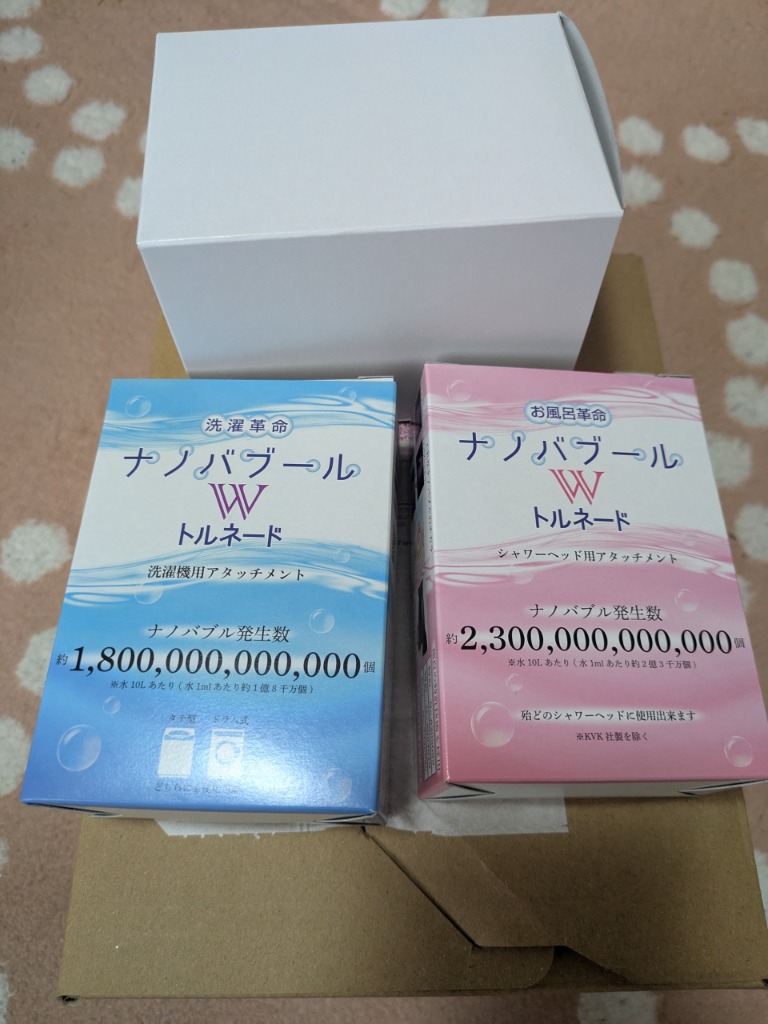 洗濯革命
ナノバブール
W
トルネード
洗濯機用アタッチメント
ナノバブル発生数
約1,800,000,000,000個
※水10Lあたり(水1mlあたり約1億8千万個)
タテ型 ドラム式
お風呂革命
ナノバブール
W
トルネード
シャワーヘッド用アタッチメント
ナノバブル発生数
約2,300,000,000,000個
※水10Lあたり(水1mlあたり約2億3千万個)
殆どのシャワーヘッドに使用出来ます
※KVK社製を除く